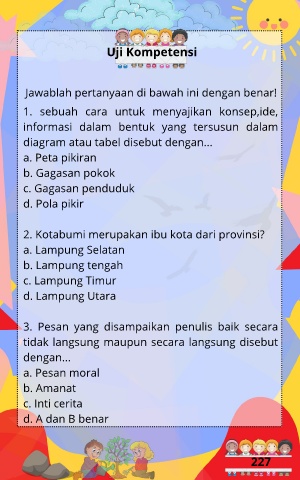 Uji Kompetensi
Jawablah pertanyaan di bawah ini dengan benar!
1. sebuah cara untuk menyajikan konsep,ide,
informasi dalam bentuk yang tersusun dalam
diagram atau tabel disebut dengan...
a. Peta pikiran
b. Gagasan pokok
c. Gagasan penduduk
d. Pola pikir
2. Kotabumi merupakan ibu kota dari provinsi?
a. Lampung Selatan
b. Lampung tengah
c. Lampung Timur
d. Lampung Utara
3. Pesan yang disampaikan penulis baik secara
tidak langsung maupun secara langsung disebut
dengan...
a. Pesan moral
b. Amanat
c. Inti cerita
d. A dan B benar
227